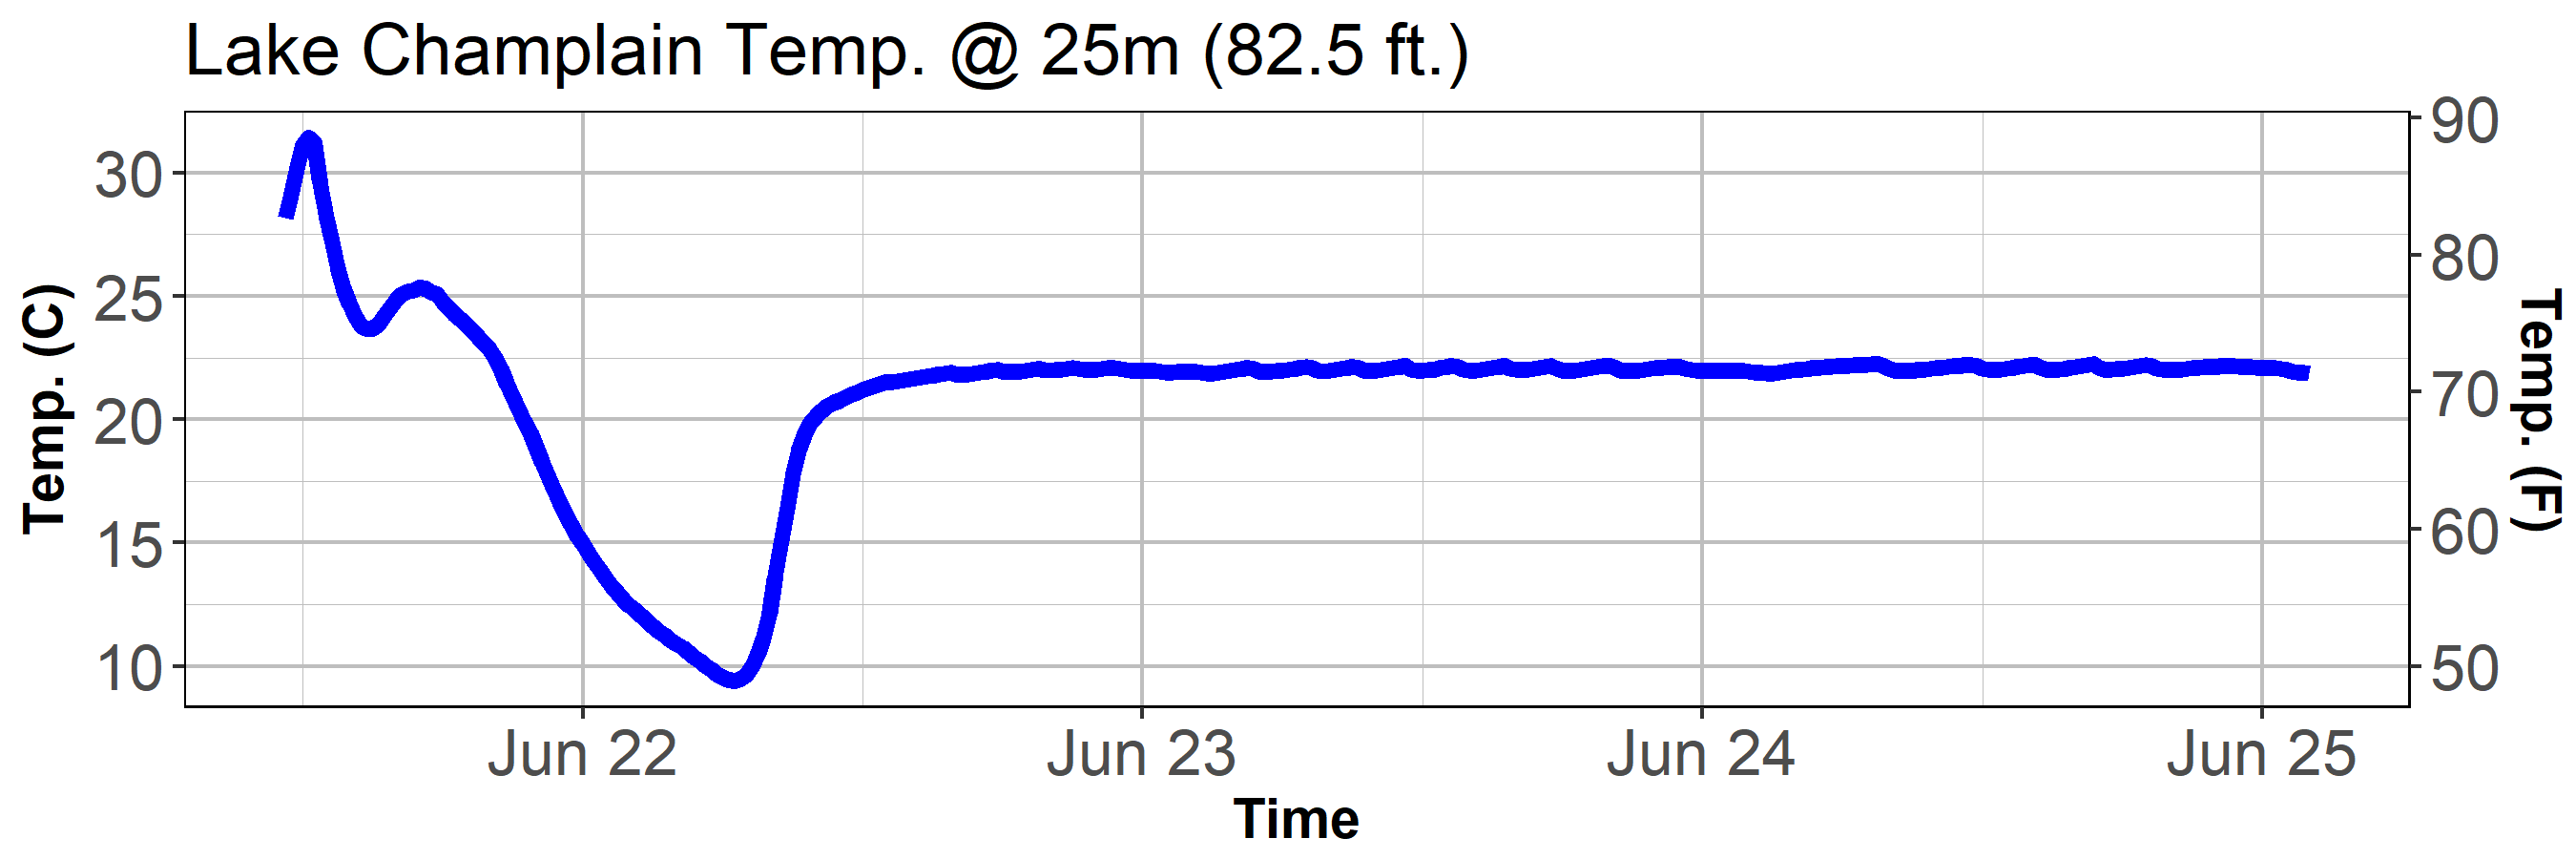 Lake Champlain Temp. @ 25m (82.5 ft.)
Temp. (C)
30
25
20
15
10
90
80
70
60
50
Temp. (F)
Jun 22 Jun 23 Jun 24 Jun 25
Time